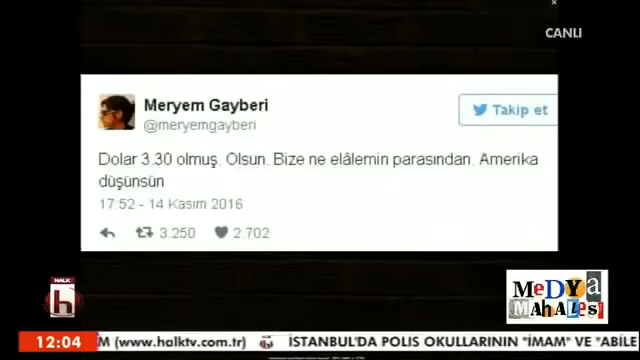 CANLI
Meryem Gayberi
@meryemgayberi
Takip et
Dolar 3.30 olmuş. Olsun. Bize ne elâlemin parasından. Amerika
düşünsün
17:52 - 14 Kasım 2016
3.250
2.702
HALK
h
MeDYa
MaHALLESi
12:04
M (www.halktv.com.tr)
İSTANBUL'DA POLIS OKULLARININ "İMAM" VE "ABİLE